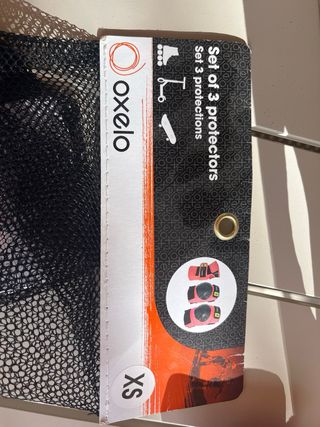 oxelo
Set of 3 protectors
Set 3 protections
XS